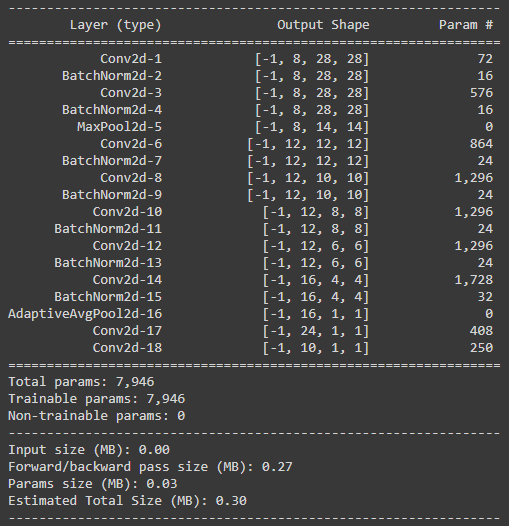 ----------------------------------------------------------------
        Layer (type)               Output Shape         Param #
================================================================
            Conv2d-1            [-1, 8, 28, 28]              72
       BatchNorm2d-2            [-1, 8, 28, 28]              16
            Conv2d-3            [-1, 8, 28, 28]             576
       BatchNorm2d-4            [-1, 8, 28, 28]              16
         MaxPool2d-5            [-1, 8, 14, 14]               0
            Conv2d-6           [-1, 12, 12, 12]             864
       BatchNorm2d-7           [-1, 12, 12, 12]              24
            Conv2d-8           [-1, 12, 10, 10]           1,296
       BatchNorm2d-9           [-1, 12, 10, 10]              24
           Conv2d-10             [-1, 12, 8, 8]           1,296
      BatchNorm2d-11             [-1, 12, 8, 8]              24
           Conv2d-12             [-1, 12, 6, 6]           1,296
      BatchNorm2d-13             [-1, 12, 6, 6]              24
           Conv2d-14             [-1, 16, 4, 4]           1,728
      BatchNorm2d-15             [-1, 16, 4, 4]              32
AdaptiveAvgPool2d-16             [-1, 16, 1, 1]               0
           Conv2d-17             [-1, 24, 1, 1]             408
           Conv2d-18             [-1, 10, 1, 1]             250
================================================================
Total params: 7,946
Trainable params: 7,946
Non-trainable params: 0
----------------------------------------------------------------
Input size (MB): 0.00
Forward/backward pass size (MB): 0.27
Params size (MB): 0.03
Estimated Total Size (MB): 0.30
----------------------------------------------------------------